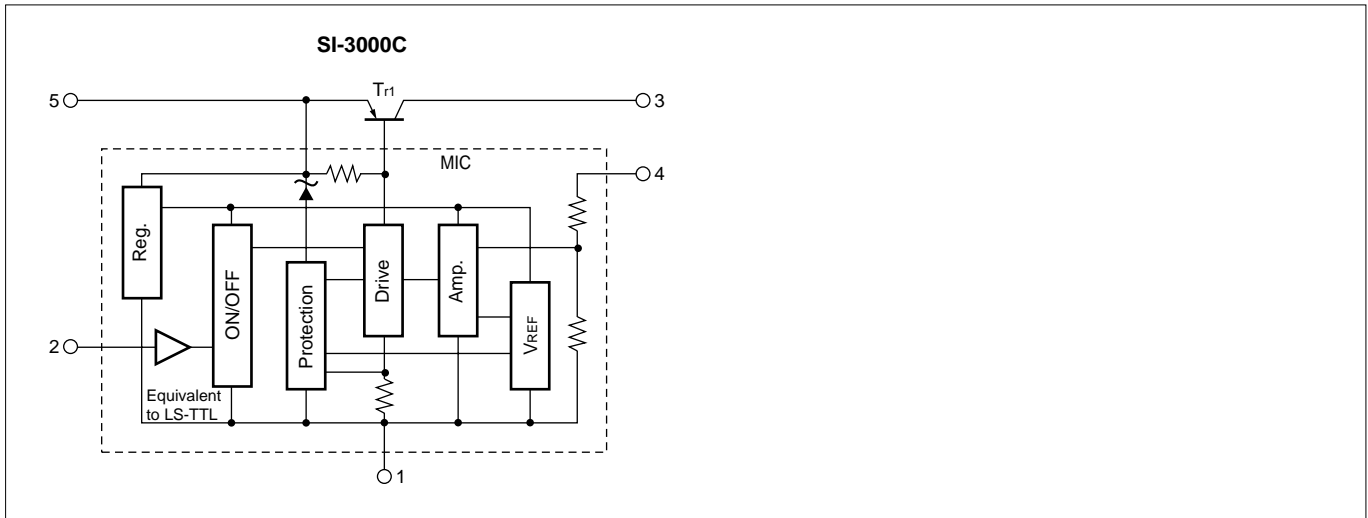 SI-3000C
5
Tr1
3
MIC
4
Reg.
ON/OFF
Protection
Drive
Amp.
VREF
2
Equivalent
to LS-TTL
1